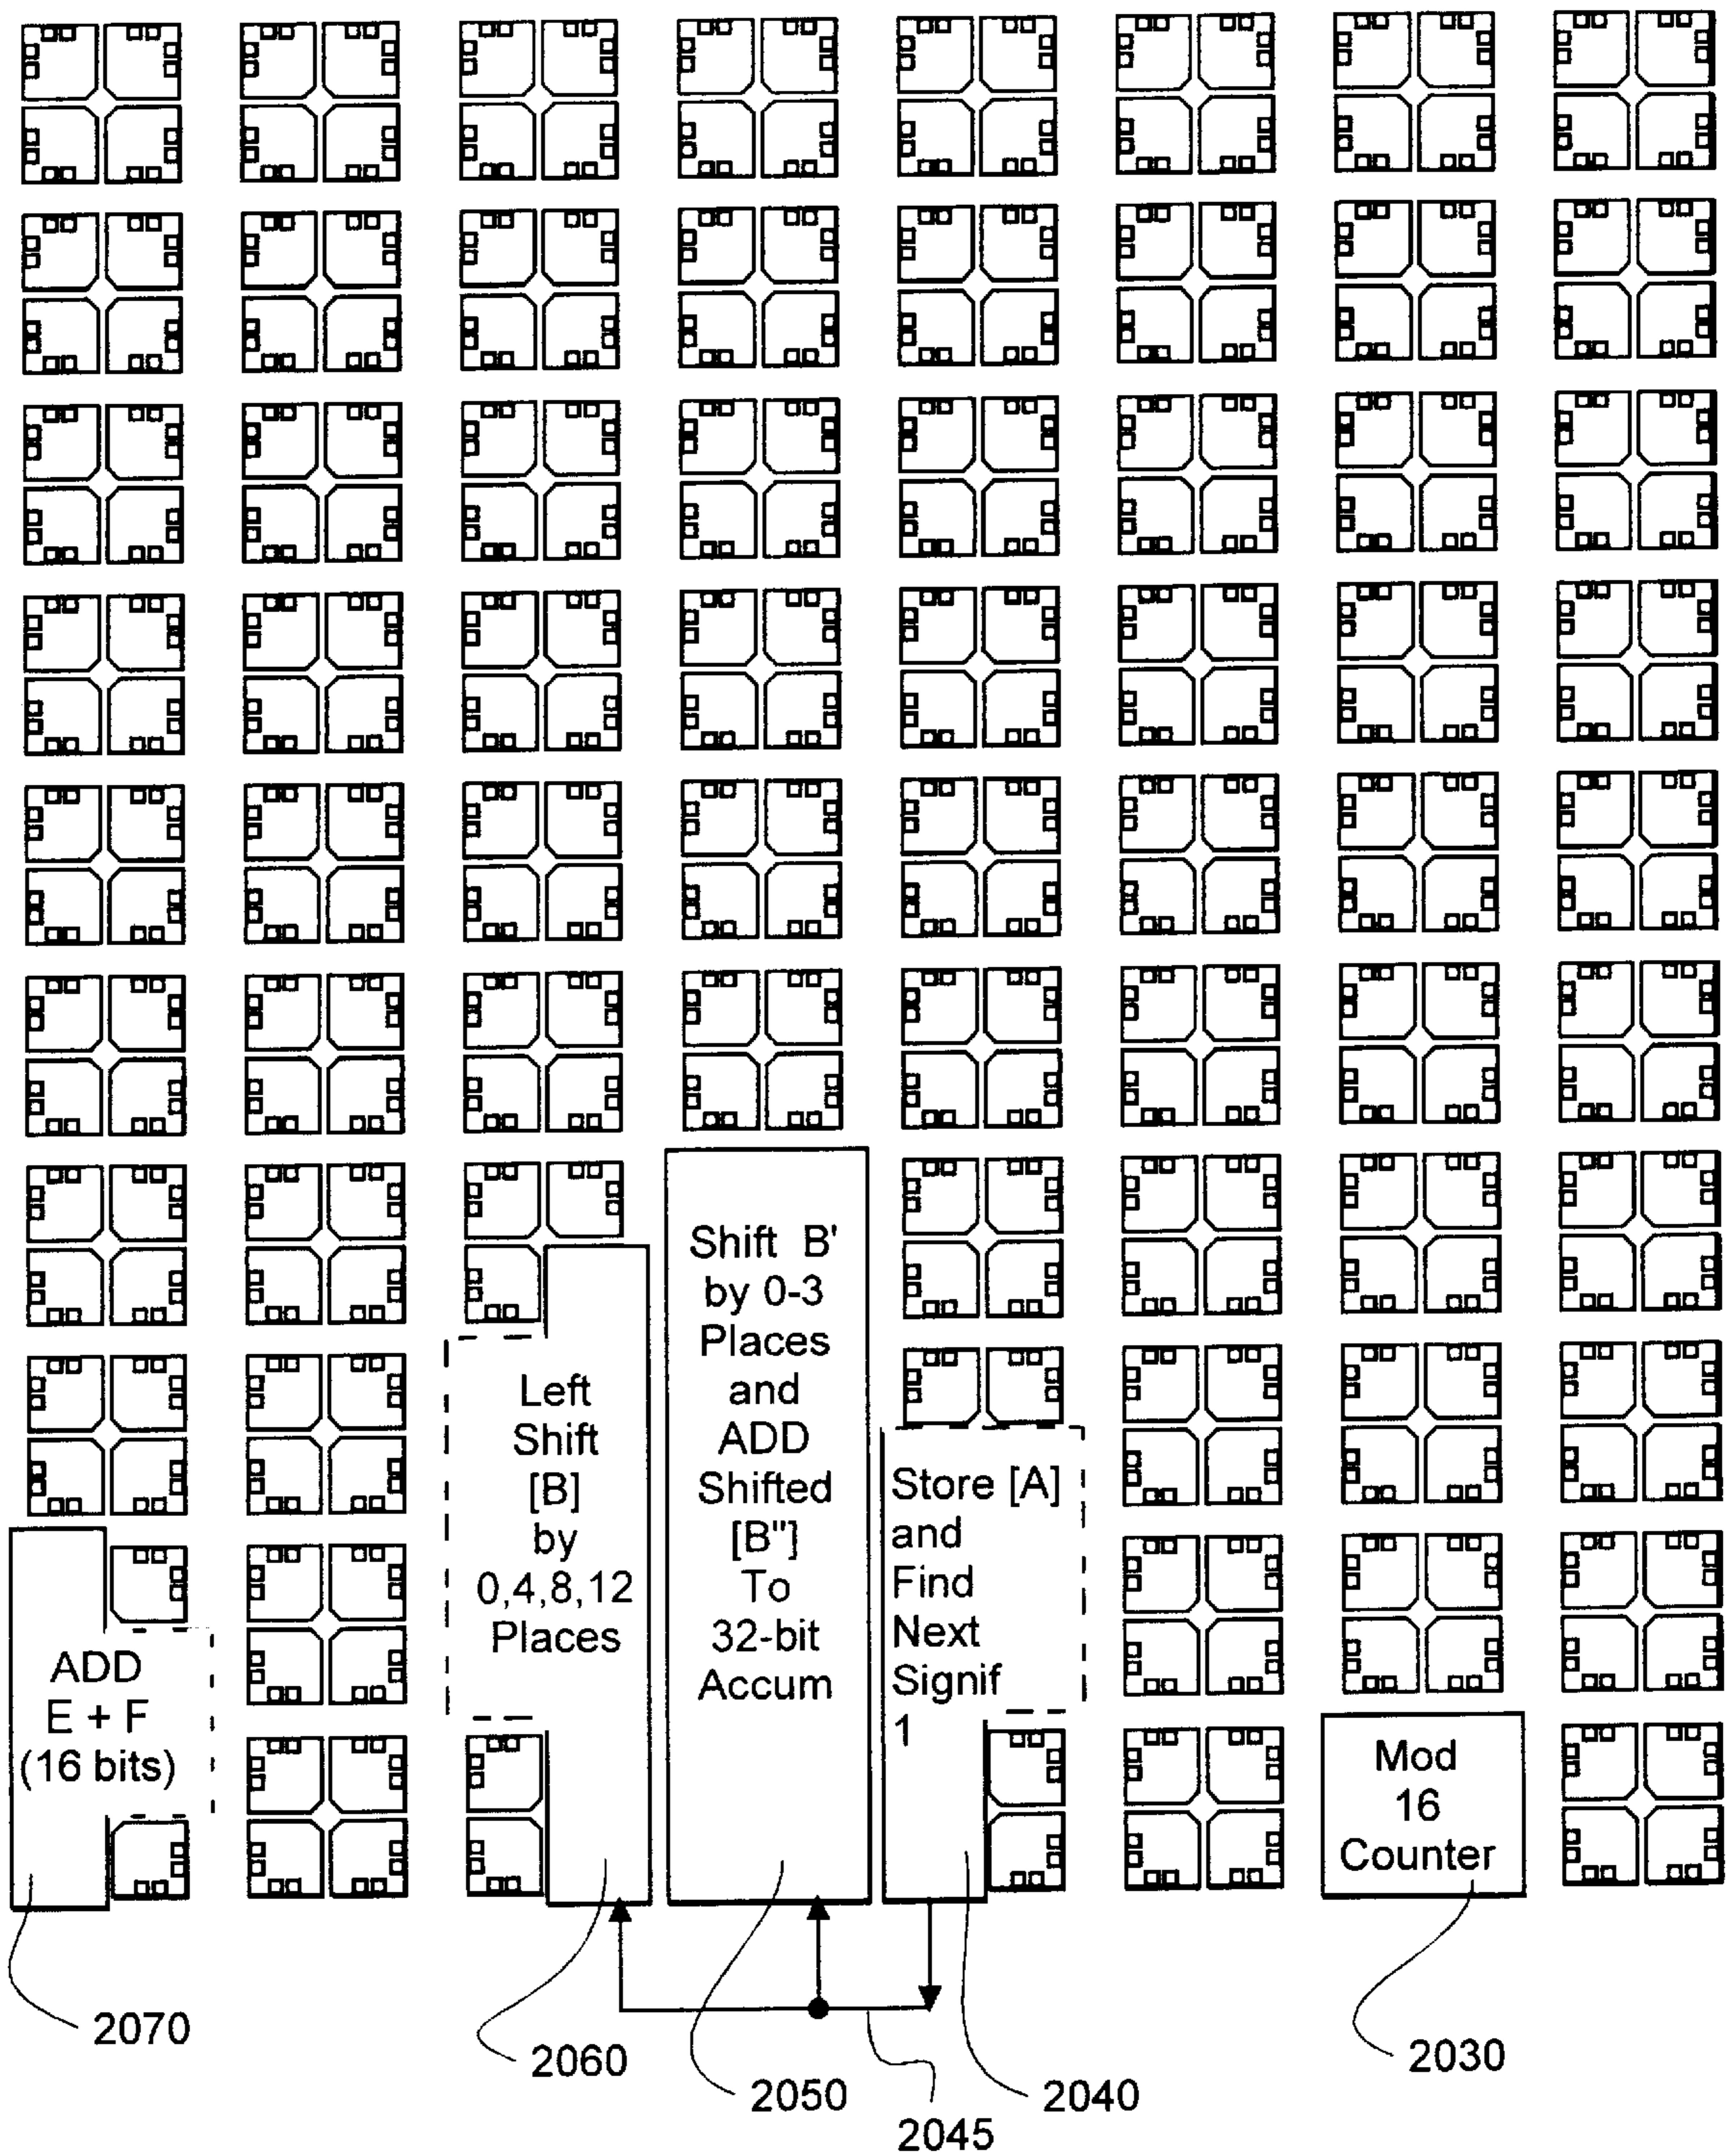 Shift B'
by 0-3
Places
and
ADD
Shifted
[B"]
To
32-bit
Accum
Left
Shift
[B]
by
0,4,8,12
Places
Store [A]
and
Find
Next
Signif
1
ADD
E + F
(16 bits)
Mod
16
Counter
2070
2060
2050
2045
2040
2030